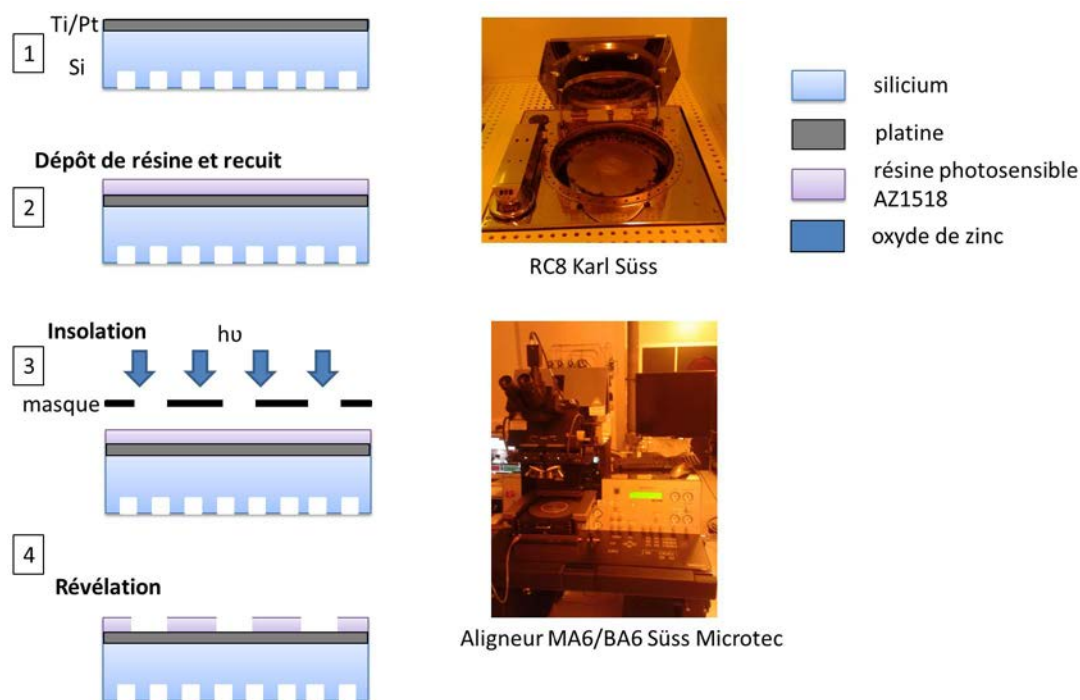 Ti/Pt
1
Si
Dépôt de résine et recuit
2
Insolation
hυ
3
masque
4
Révélation
RC8 Karl Süss
Aligneur MA6/BA6 Süss Microtec
silicium
platine
résine photosensible
AZ1518
oxyde de zinc